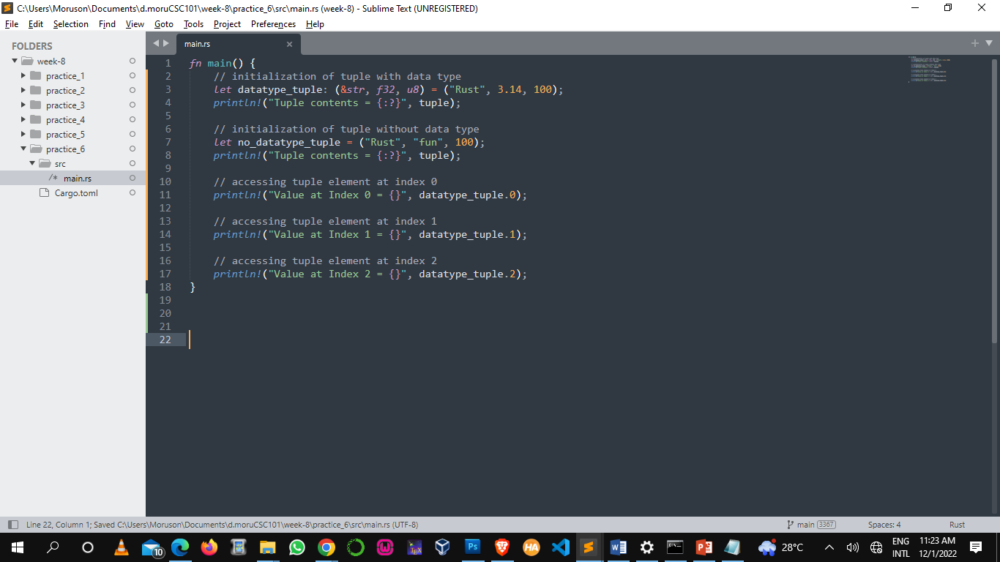 C:\Users\Moruson\Documents\d.moruCSC101\week-8\practice_6\src\main.rs (week-8) - Sublime Text (UNREGISTERED)
File Edit Selection Find View Goto Tools Project Preferences Help
FOLDERS
week-8
practice_1
practice_2
practice_3
practice_4
practice_5
practice_6
src
/* main.rs
Cargo.toml
main.rs
1 fn main() {
2     // initialization of tuple with data type
3     let datatype_tuple: (&str, f32, u8) = ("Rust", 3.14, 100);
4     println!("Tuple contents = {:?}", tuple);
5
6     // initialization of tuple without data type
7     let no_datatype_tuple = ("Rust", "fun", 100);
8     println!("Tuple contents = {:?}", tuple);
9
10     // accessing tuple element at index 0
11     println!("Value at Index 0 = {}", datatype_tuple.0);
12
13     // accessing tuple element at index 1
14     println!("Value at Index 1 = {}", datatype_tuple.1);
15
16     // accessing tuple element at index 2
17     println!("Value at Index 2 = {}", datatype_tuple.2);
18 }
19
20
21
22
Line 22, Column 1; Saved C:\Users\Moruson\Documents\d.moruCSC101\week-8\practice_6\src\main.rs (UTF-8)
main 3367
Spaces: 4
Rust
10
Ps
HA
28°C
ENG
INTL
11:23 AM
12/1/2022